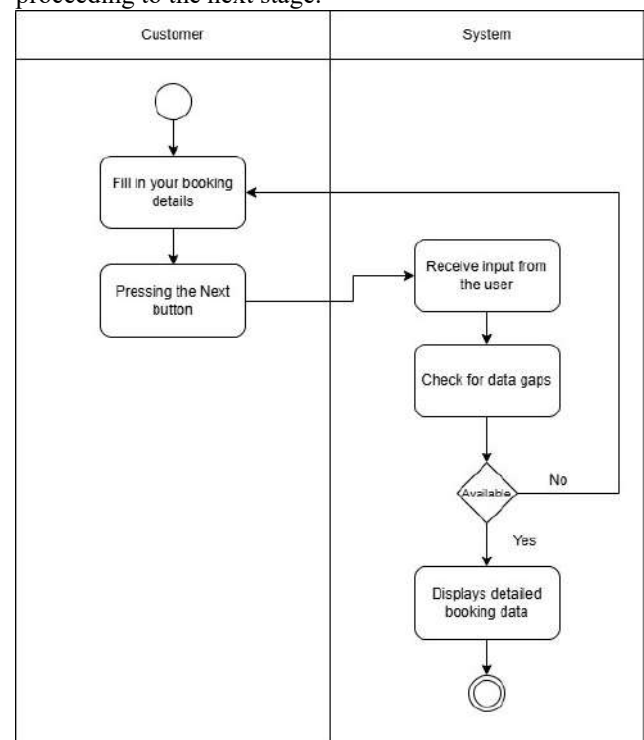 proceeding to the next stage.
Customer
System
Fill in your booking
details
Pressing the Next
button
Receive input from
the user
Check for data gaps
Available
No
Yes
Displays detailed
booking data